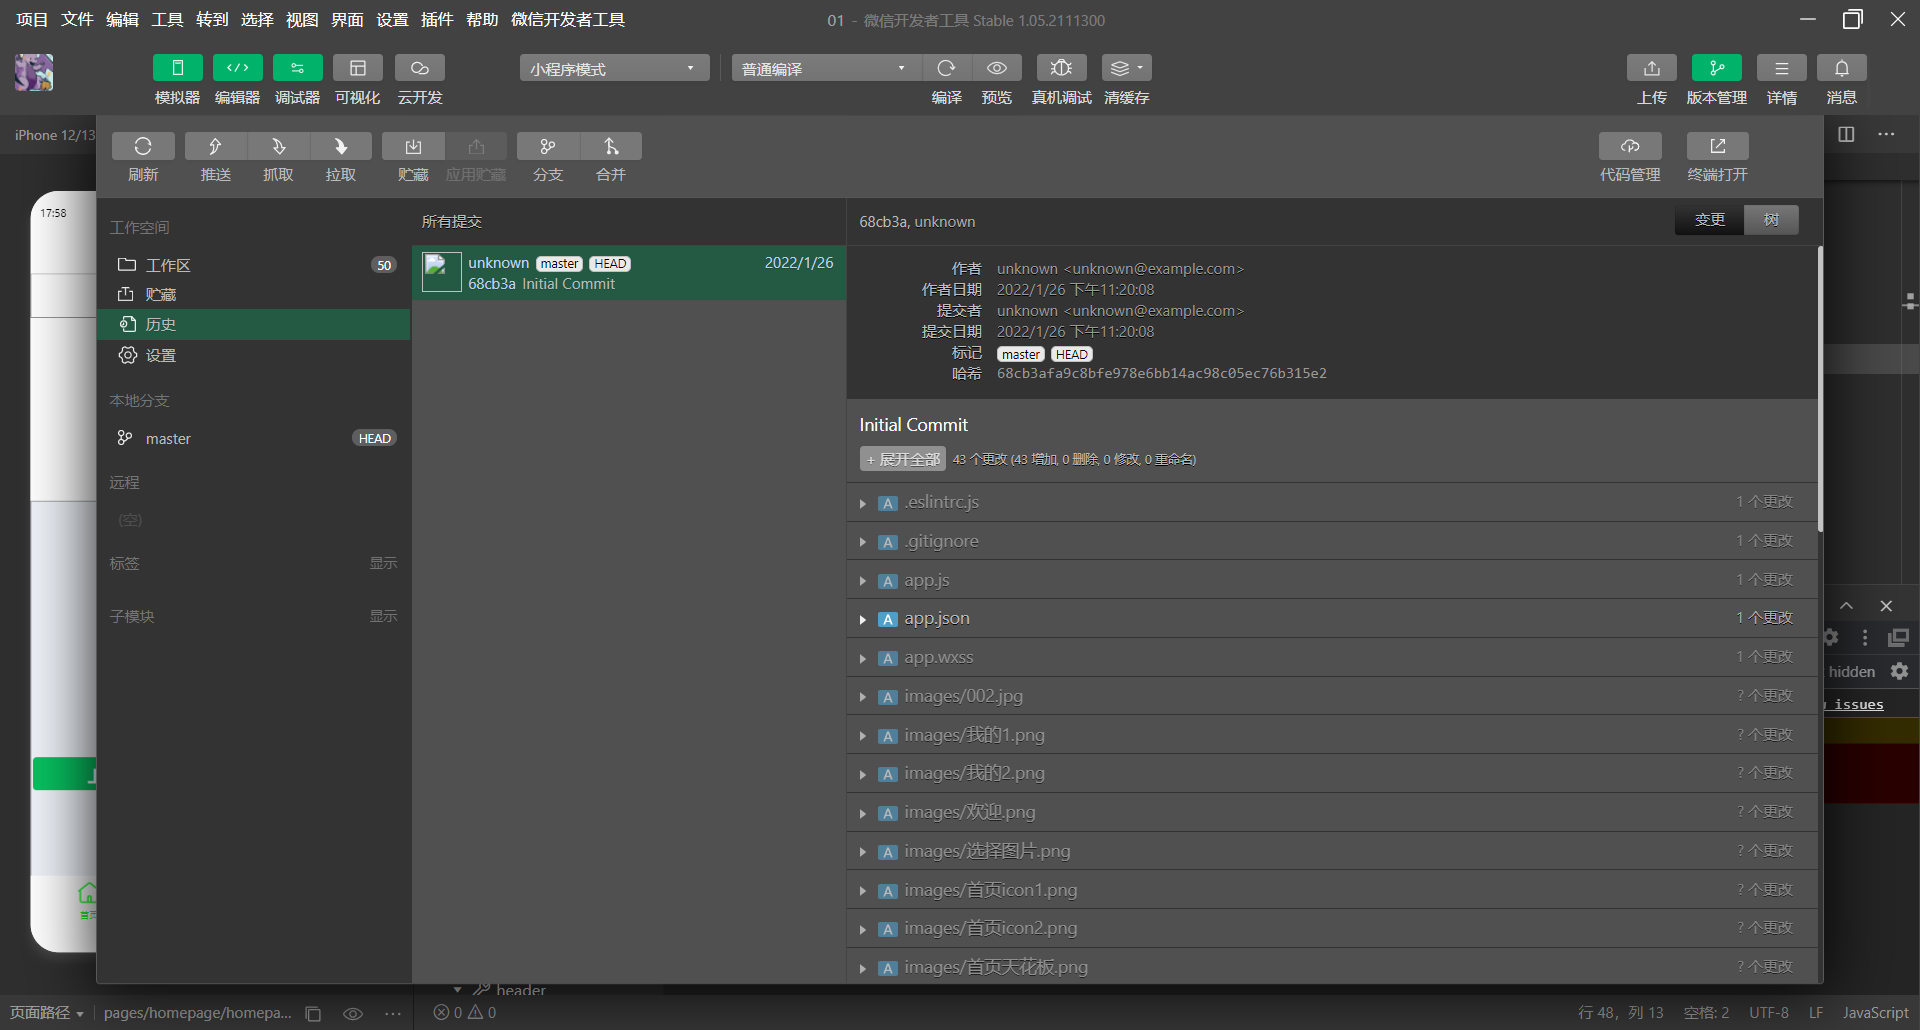 项目 文件 编辑 工具 转到 选择 视图 界面 设置 插件 帮助 微信开发者工具
01 - 微信开发者工具 Stable 1.05.2111300
小程序模式
普通编译
模拟器 编辑器 调试器 可视化 云开发
编译 预览 真机调试 清缓存
上传 版本管理 详情 消息
iPhone 12/13
刷新 推送 抓取 拉取 贮藏 应用贮藏 分支 合并
代码管理 终端打开
17:58
工作空间
工作区 50
贮藏
历史
设置
本地分支
master HEAD
远程
(空)
标签 显示
子模块 显示
所有提交
unknown master HEAD 2022/1/26
68cb3a Initial Commit
68cb3a, unknown
变更 树
作者 unknown <unknown@example.com>
作者日期 2022/1/26 下午11:20:08
提交者 unknown <unknown@example.com>
提交日期 2022/1/26 下午11:20:08
标记 master HEAD
哈希 68cb3afa9c8bfe978e6bb14ac98c05ec76b315e2
Initial Commit
+ 展开全部 43 个更改 (43 增加, 0 删除, 0 修改, 0 重命名)
A .eslintrc.js 1 个更改
A .gitignore 1 个更改
A app.js 1 个更改
A app.json 1 个更改
A app.wxss 1 个更改
A images/002.jpg ? 个更改
A images/我的1.png ? 个更改
A images/我的2.png ? 个更改
A images/欢迎.png ? 个更改
A images/选择图片.png ? 个更改
A images/首页icon1.png ? 个更改
A images/首页icon2.png ? 个更改
A images/首页天花板.png ? 个更改
hidden
issues
header
页面路径 pages/homepage/homepa... 0 0
行 48，列 13 空格: 2 UTF-8 LF JavaScript